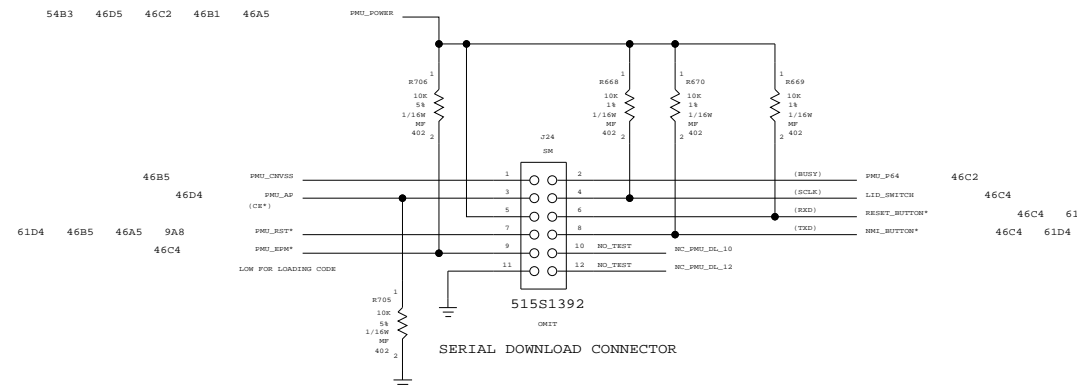 54B3 46D5 46C2 46B1 46A5 PMU_POWER
1 R706 10K 5% 1/16W MF 402 2
1 R668 10K 1% 1/16W MF 402 2
1 R670 10K 1% 1/16W MF 402 2
1 R669 10K 1% 1/16W MF 402 2
J24
SM
46B5 PMU_CNVSS 1 2 (BUSY) PMU_P64 46C2
46D4 PMU_AP 3 4 (SCLK) LID_SWITCH 46C4
(CE*)
5 6 (RXD) RESET_BUTTON* 46C4 61
61D4 46B5 46A5 9A8 PMU_RST* 7 8 (TXD) NMI_BUTTON* 46C4 61D4
46C4 PMU_EPM* 9 10 NO_TEST NC_PMU_DL_10
LOW FOR LOADING CODE 11 12 NO_TEST NC_PMU_DL_12
1 R705 10K 5% 1/16W MF 402 2
515S1392
OMIT
SERIAL DOWNLOAD CONNECTOR